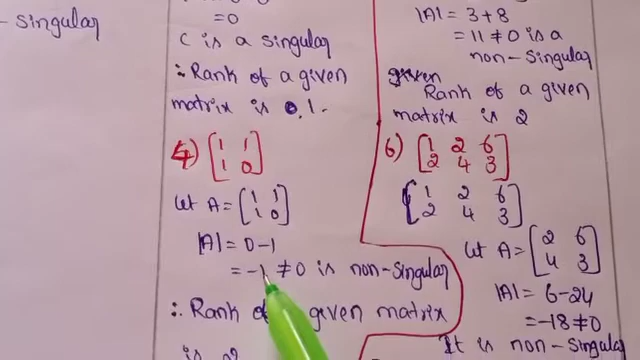 - singular
=0
C is a singular
∴ Rank of a given
matrix is 1.
4) [1 1
1 0]
Let A = [1 1
1 0]
|A| = 0-1
= -1 ≠ 0 is non-singular
∴ Rank of given matrix
is 2
|A| = 3+8
= 11 ≠ 0 is a
non-singular
given
Rank of a given
matrix is 2
6) [1 2 6
2 4 3]
[1 2 6
2 4 3]
Let A = [2 6
4 3]
|A| = 6-24
= -18 ≠ 0
It is non-singular